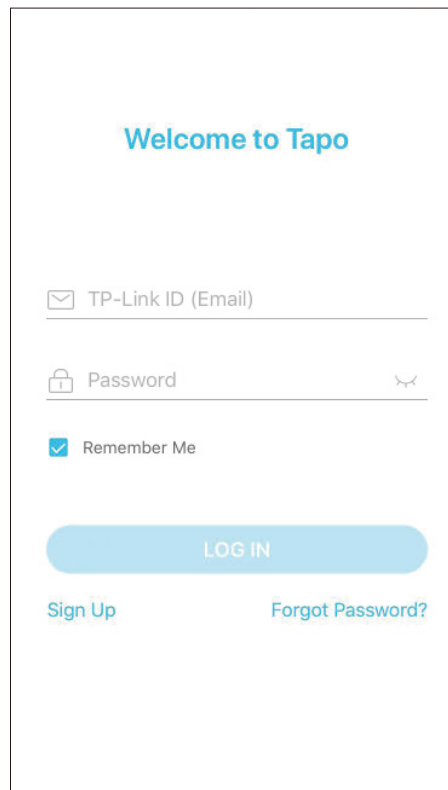 Welcome to Tapo
TP-Link ID (Email)
Password
Remember Me
LOG IN
Sign Up
Forgot Password?